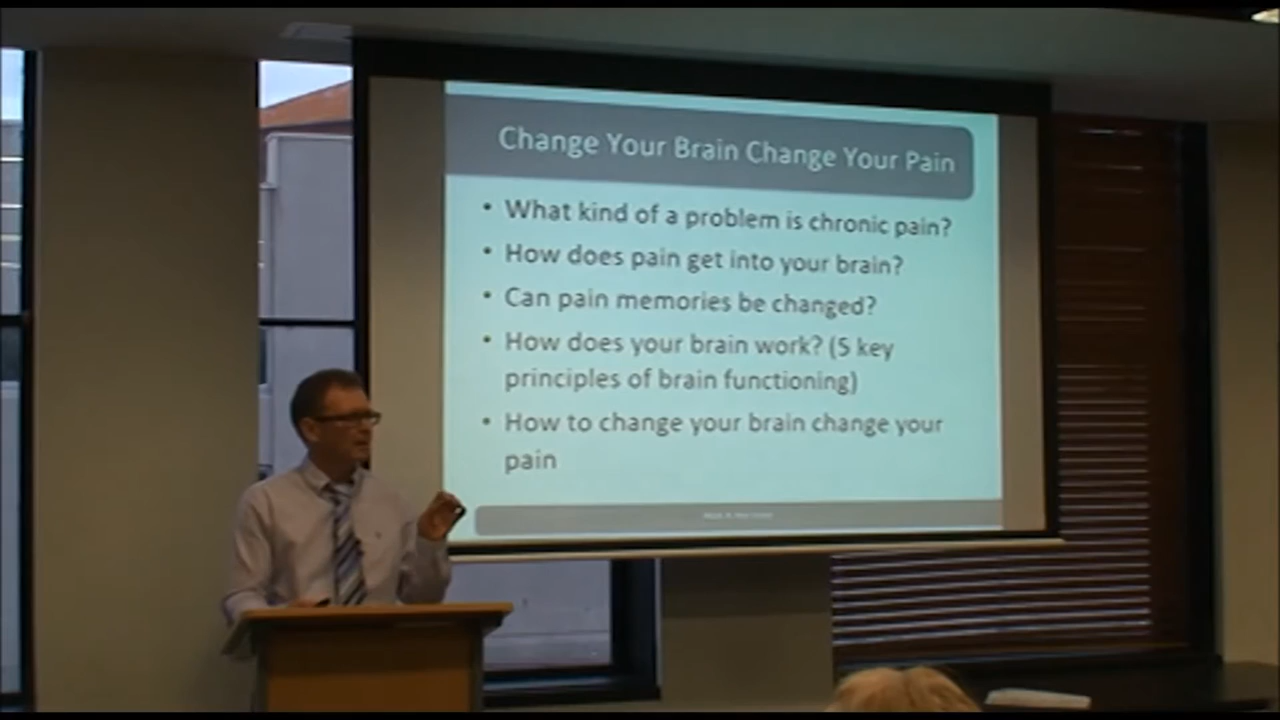 Change Your Brain Change Your Pain
• What kind of a problem is chronic pain?
• How does pain get into your brain?
• Can pain memories be changed?
• How does your brain work? (5 key
principles of brain functioning)
• How to change your brain change your
pain